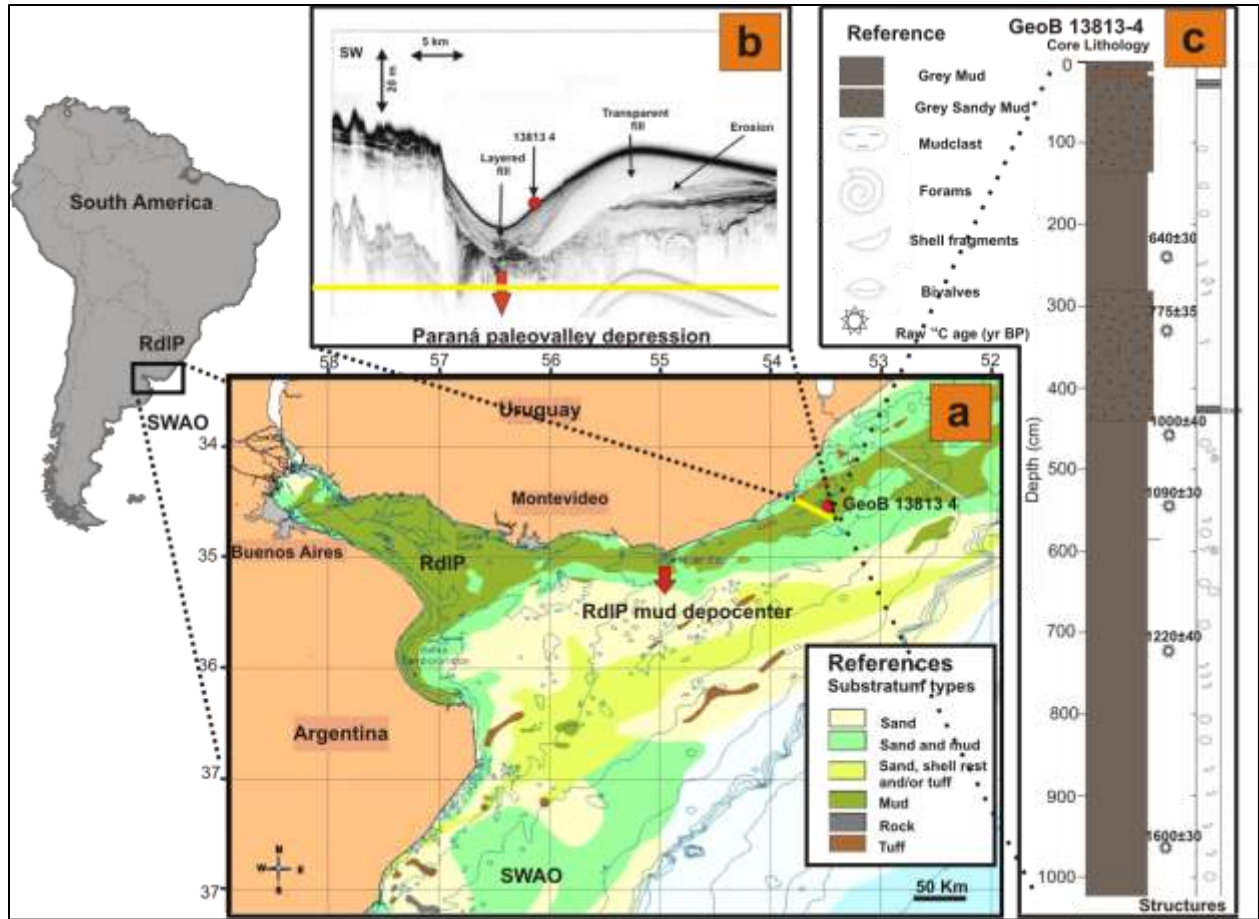 South America
RdlP
SWAO
b
SW
5 km
20 m
13813 4
Transparent
fill
Erosion
Layered
fill
Paraná paleovalley depression
58
57
56
55
54
53
52
a
Uruguay
34
Montevideo
GeoB 13813 4
Buenos Aires
35
RdlP
RdlP mud depocenter
36
Argentina
37
SWAO
37
N
W
E
S
50 Km
References
Substratum types
Sand
Sand and mud
Sand, shell rest
and/or tuff
Mud
Rock
Tuff
c
Reference
GeoB 13813-4
Core Lithology
Grey Mud
Grey Sandy Mud
Mudclast
Forams
Shell fragments
Bivalves
Raw ¹⁴C age (yr BP)
Depth (cm)
0
100
200
300
400
500
600
700
800
900
1000
640±30
775±35
1000±40
1090±30
1220±40
1600±30
Structures